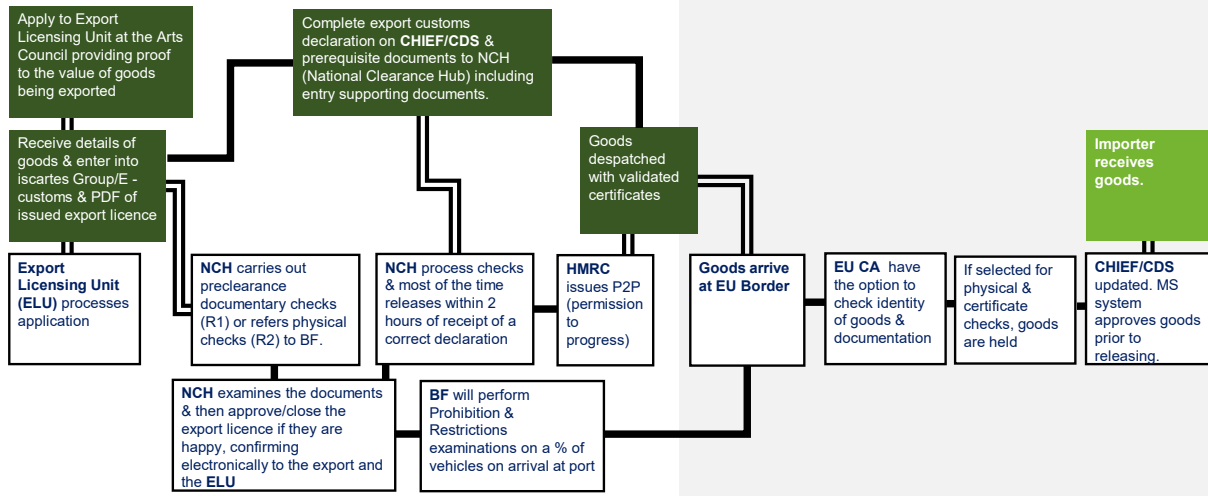 Apply to Export
Licensing Unit at the Arts
Council providing proof
to the value of goods
being exported
Complete export customs
declaration on CHIEF/CDS &
prerequisite documents to NCH
(National Clearance Hub) including
entry supporting documents.
Receive details of
goods & enter into
iscartes Group/E -
customs & PDF of
issued export licence
Goods
despatched
with validated
certificates
Importer
receives
goods.
Export
Licensing Unit
(ELU) processes
application
NCH carries out
preclearance
documentary checks
(R1) or refers physical
checks (R2) to BF.
NCH process checks
& most of the time
releases within 2
hours of receipt of a
correct declaration
HMRC
issues P2P
(permission
to
progress)
Goods arrive
at EU Border
EU CA have
the option to
check identity
of goods &
documentation
If selected for
physical &
certificate
checks, goods
are held
CHIEF/CDS
updated. MS
system
approves goods
prior to
releasing.
NCH examines the documents
& then approve/close the
export licence if they are
happy, confirming
electronically to the export and
the ELU
BF will perform
Prohibition &
Restrictions
examinations on a % of
vehicles on arrival at port